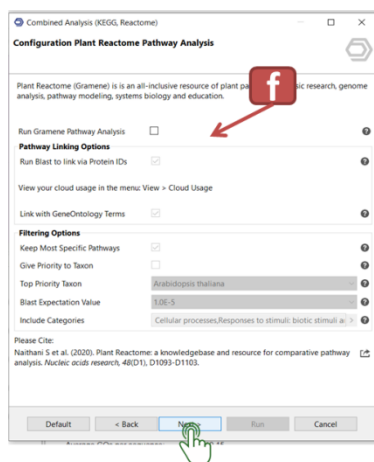 Combined Analysis (KEGG, Reactome)
Configuration Plant Reactome Pathway Analysis
Plant Reactome (Gramene) is is an all-inclusive resource of plant research, genome
f
analysis, pathway modeling, systems biology and education.
Run Gramene Pathway Analysis
Pathway Linking Options
Run Blast to link via Protein IDs
View your cloud usage in the menu: View > Cloud Usage
Link with GeneOntology Terms
Filtering Options
Keep Most Specific Pathways
Give Priority to Taxon
Top Priority Taxon Arabidopsis thaliana
Blast Expectation Value 1.0E-5
Include Categories Cellular processes,Responses to stimuli: biotic stimuli
Please Cite:
Naithani S et al. (2020). Plant Reactome: a knowledgebase and resource for comparative pathway
analysis. Nucleic acids research, 48(D1), D1093-D1103.
Default < Back Next > Run Cancel